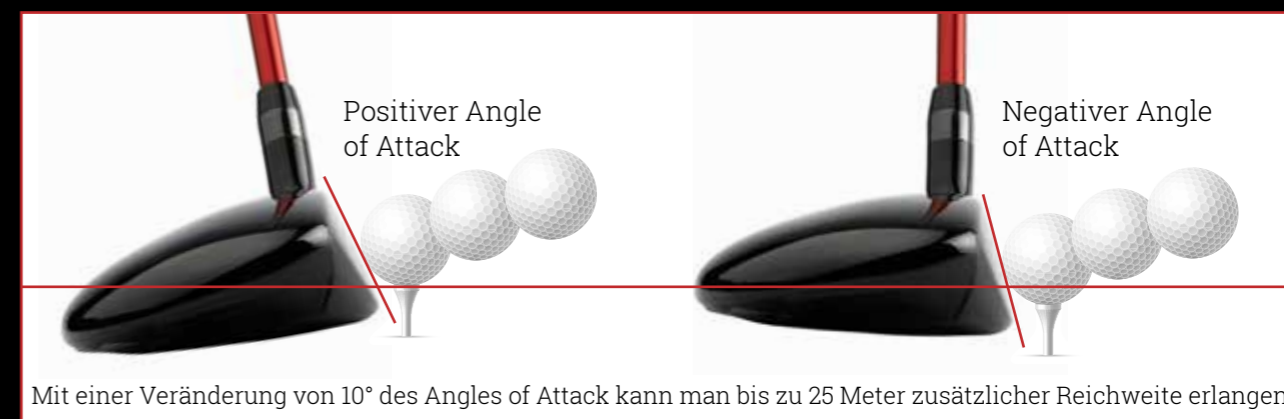 Positiver Angle
of Attack
Negativer Angle
of Attack
Mit einer Veränderung von 10° des Angles of Attack kann man bis zu 25 Meter zusätzlicher Reichweite erlangen